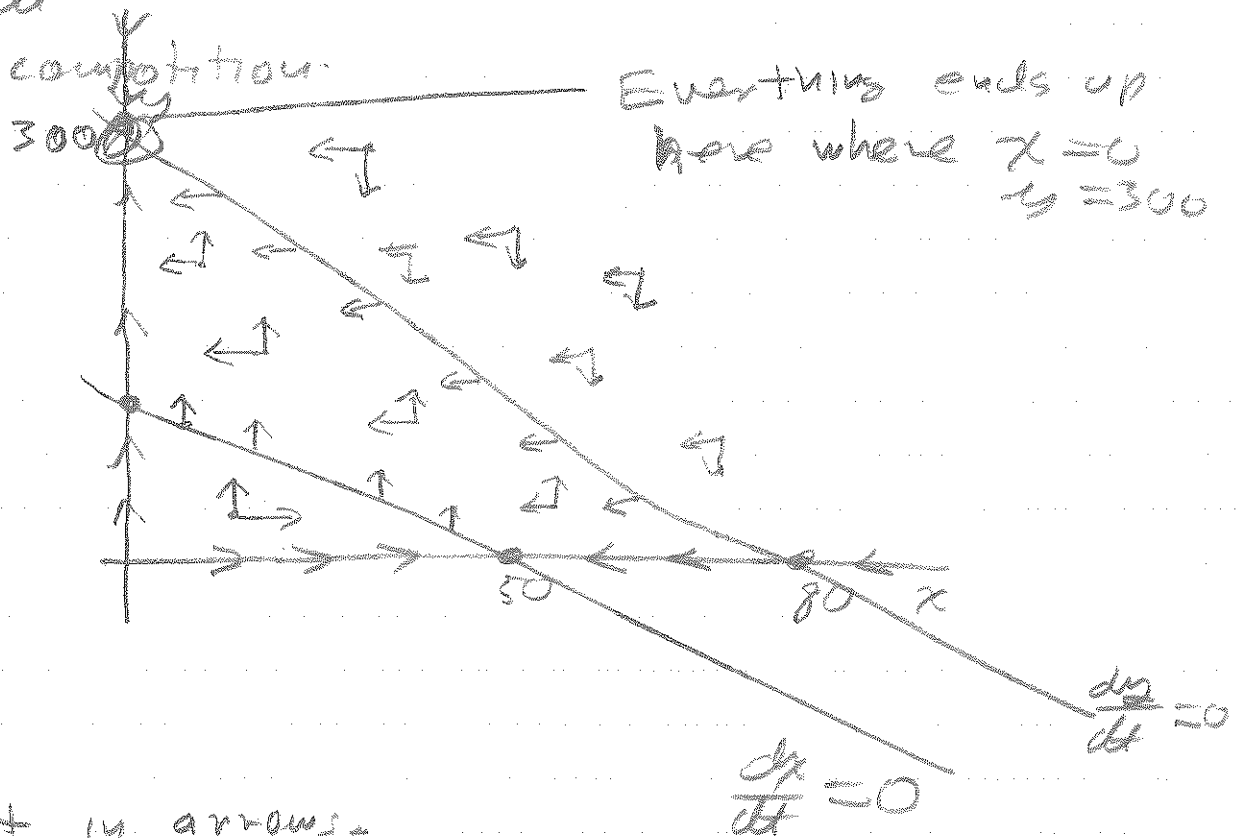 competition.
y
300
Everything ends up
here where x = 0
y = 300
50
80
x
dy/dt = 0
dx/dt = 0
t in arrows.